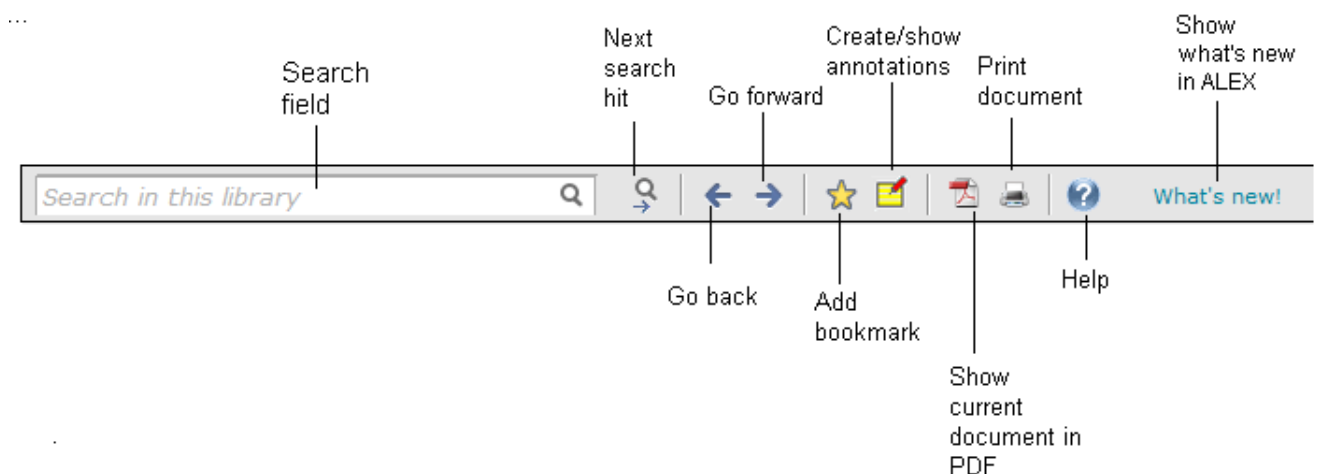 ...
Show
what's new
in ALEX
Next
search
hit
Create/show
annotations
Print
document
Search
field
Go forward
Search in this library
What's new!
Go back
Add
bookmark
Help
Show
current
document in
PDF
.